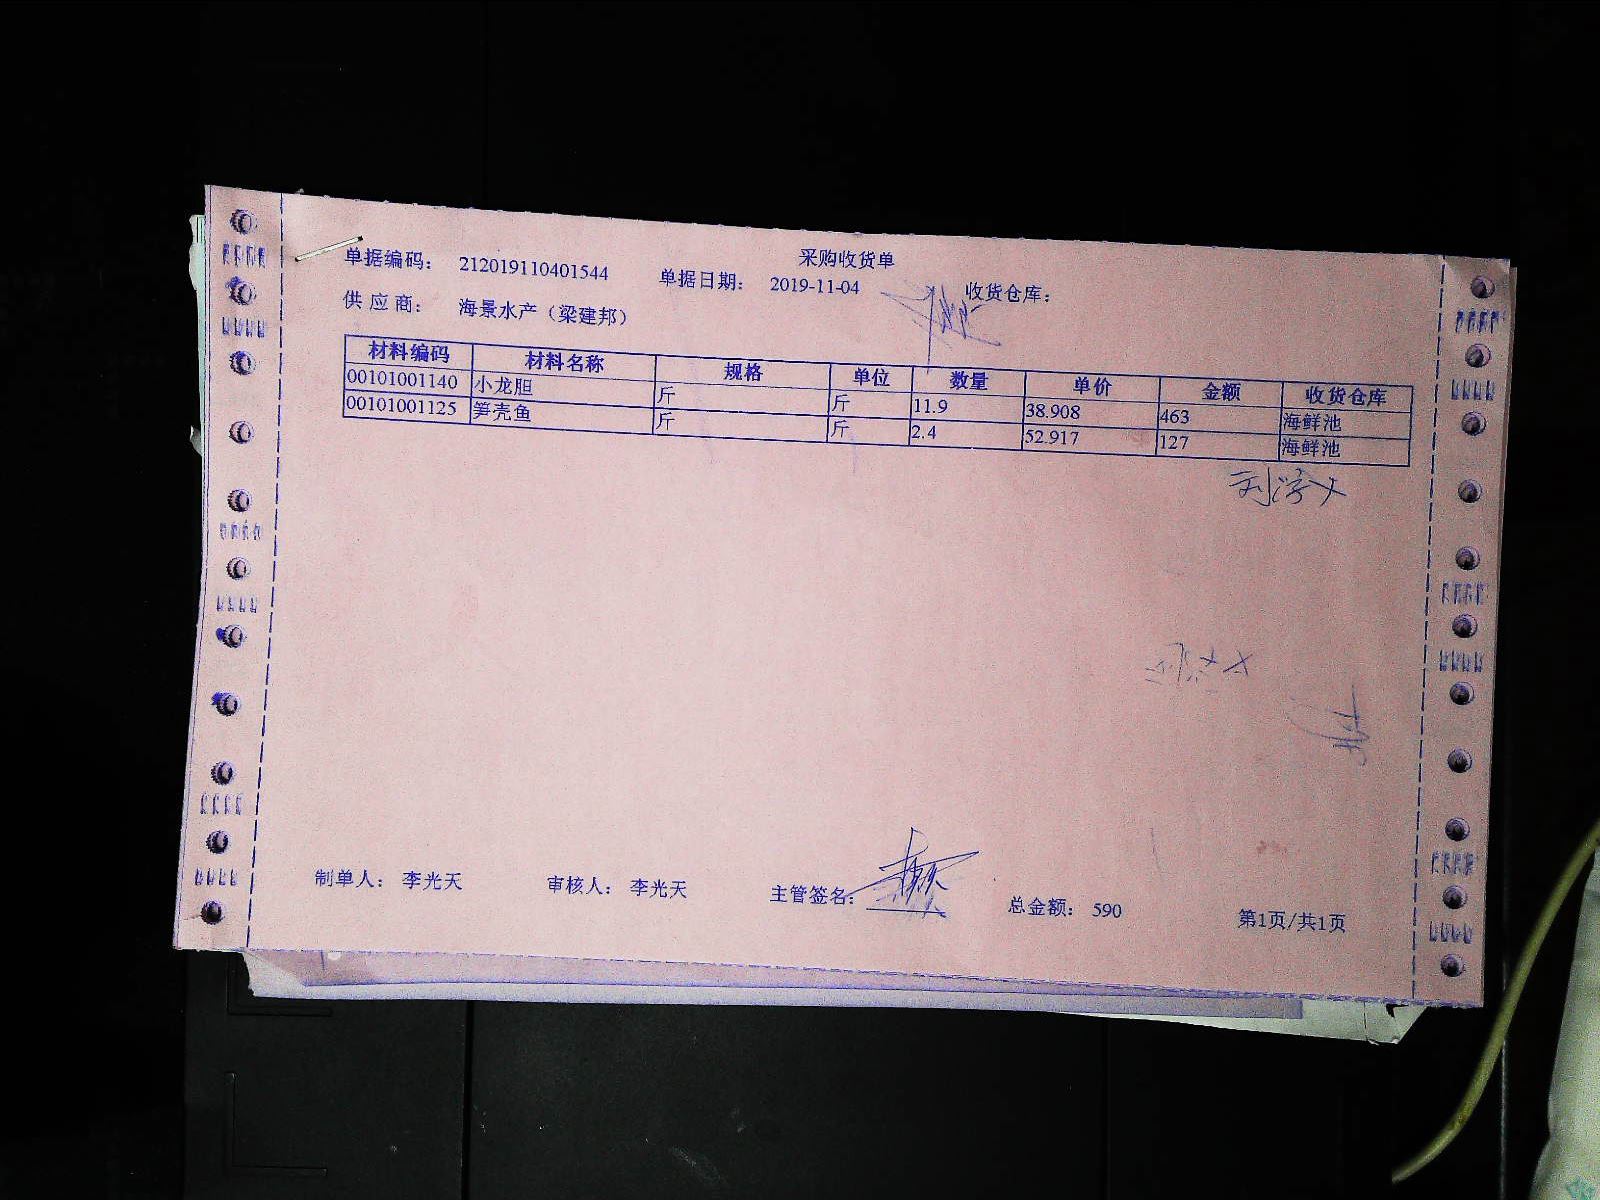 采购收货单
单据编码： 212019110401544 单据日期： 2019-11-04 收货仓库：
供应商： 海景水产（梁建邦）
材料编码 材料名称 规格 单位 数量 单价 金额 收货仓库
00101001140 小龙胆 斤 斤 11.9 38.908 463 海鲜池
00101001125 笋壳鱼 斤 斤 2.4 52.917 127 海鲜池
制单人： 李光天 审核人： 李光天 主管签名： 总金额： 590 第1页/共1页